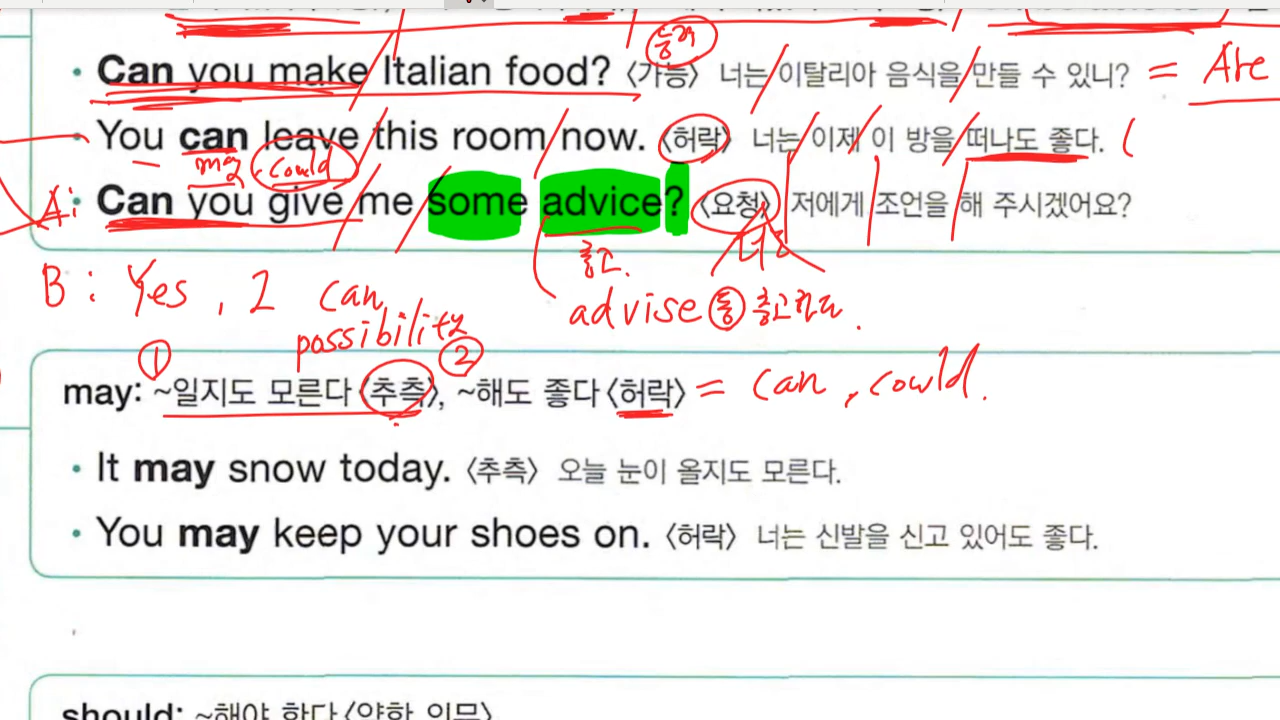 능력
• Can you make Italian food? 〈가능〉 너는 이탈리아 음식을 만들 수 있니? = Are
• You can leave this room now. 〈허락〉 너는 이제 이 방을 떠나도 좋다. (
may, could
A: • Can you give me some advice? 〈요청〉 저에게 조언을 해 주시겠어요?
충고.
B: Yes, I can
advise 동 충고한다.
possibility
① ②
may: ~일지도 모른다 〈추측〉, ~해도 좋다 〈허락〉 = can, could.
• It may snow today. 〈추측〉 오늘 눈이 올지도 모른다.
• You may keep your shoes on. 〈허락〉 너는 신발을 신고 있어도 좋다.
should: ~해야 한다 〈약한 의무〉